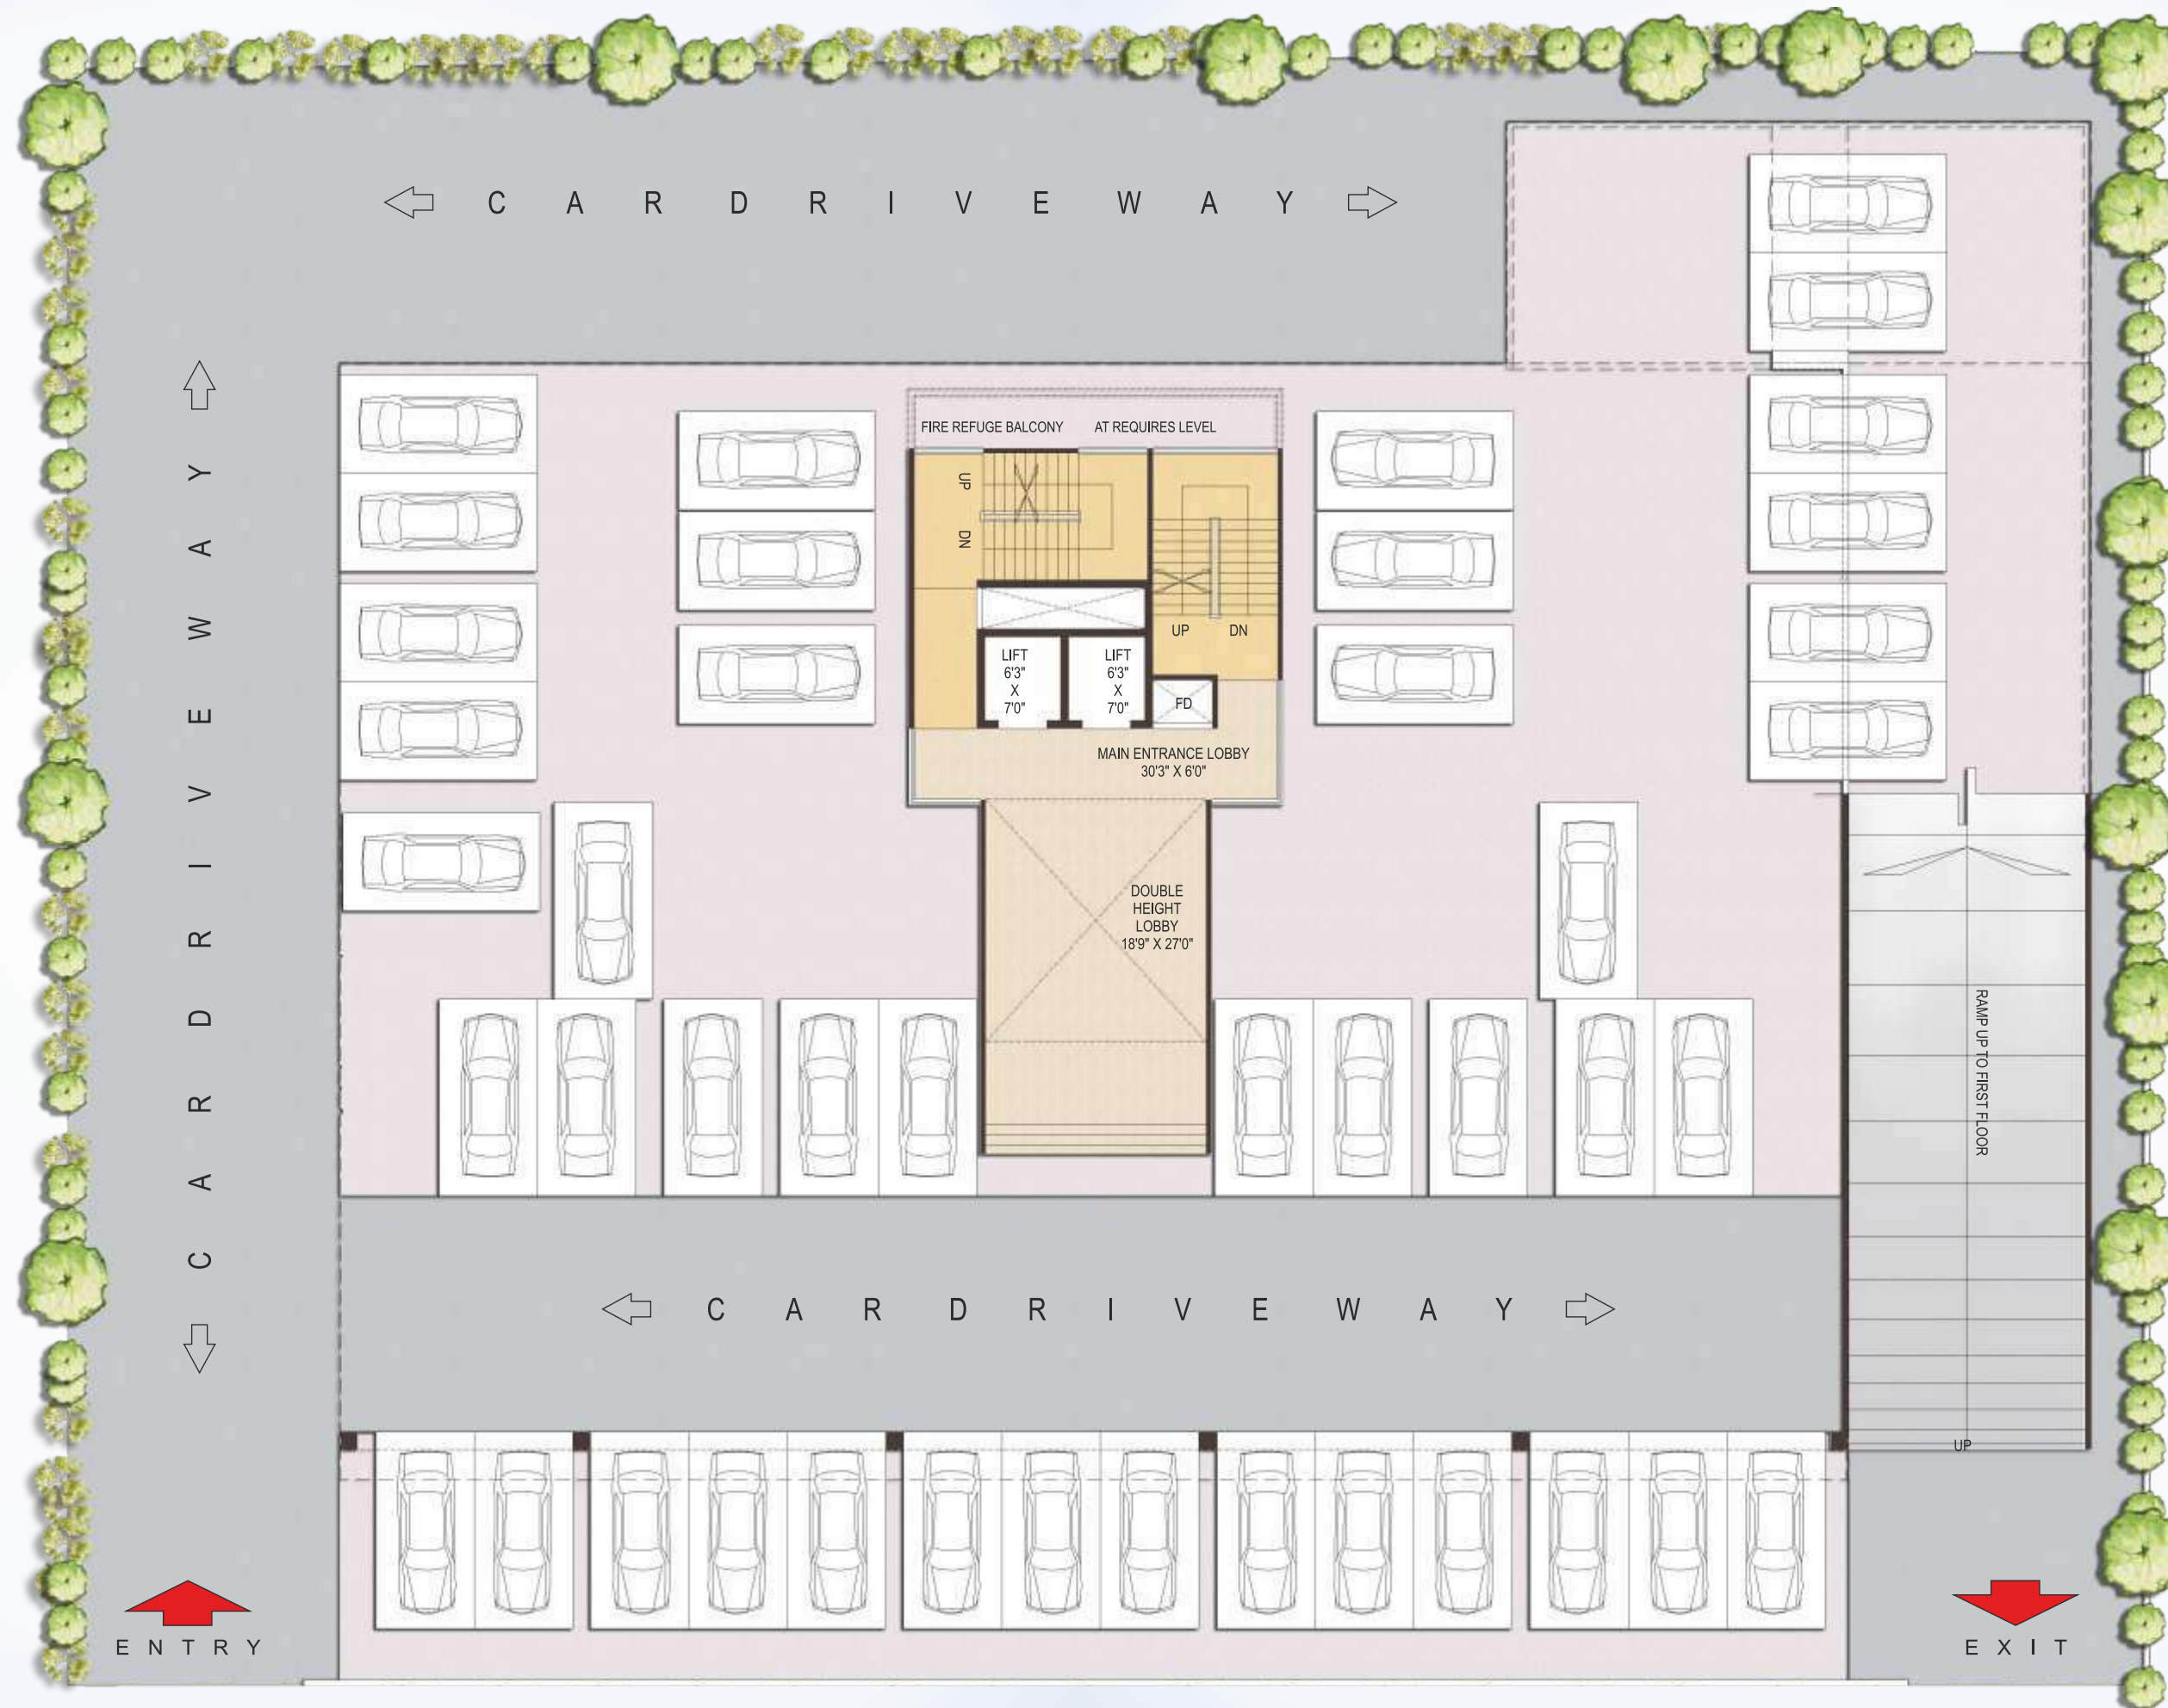 C A R D R I V E W A Y
C A R D R I V E W A Y
FIRE REFUGE BALCONY AT REQUIRES LEVEL
UP
DN
UP DN
LIFT
6'3"
X
7'0"
LIFT
6'3"
X
7'0"
FD
MAIN ENTRANCE LOBBY
30'3" X 6'0"
DOUBLE
HEIGHT
LOBBY
18'9" X 27'0"
RAMP UP TO FIRST FLOOR
UP
C A R D R I V E W A Y
E N T R Y
E X I T